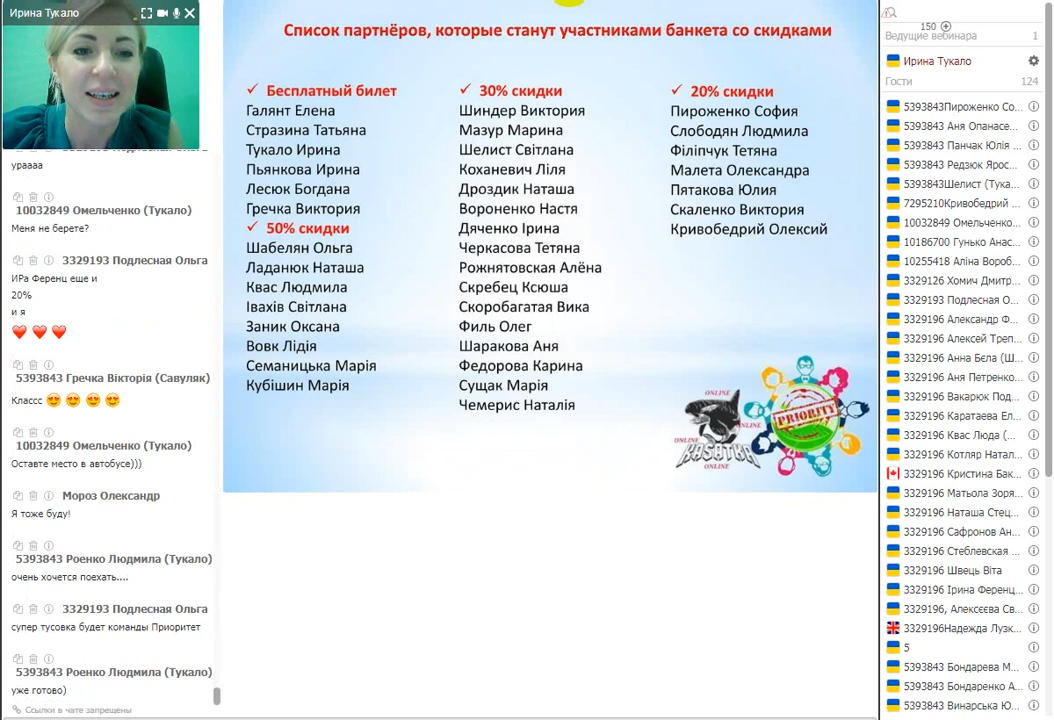 Ирина Тукало
ураааа
10032849 Омельченко (Тукало)
Меня не берете?
3329193 Подлесная Ольга
ИРа Ференц еще и
20%
и я
5393843 Гречка Вікторія (Савуляк)
Классс
10032849 Омельченко (Тукало)
Оставте место в автобусе)))
Мороз Олександр
Я тоже буду!
5393843 Роенко Людмила (Тукало)
очень хочется поехать....
3329193 Подлесная Ольга
супер тусовка будет команды Приоритет
5393843 Роенко Людмила (Тукало)
уже готово)
Ссылки в чате запрещены
Список партнёров, которые станут участниками банкета со скидками
Бесплатный билет
Галянт Елена
Стразина Татьяна
Тукало Ирина
Пьянкова Ирина
Лесюк Богдана
Гречка Виктория
50% скидки
Шабелян Ольга
Ладанюк Наташа
Квас Людмила
Івахів Світлана
Заник Оксана
Вовк Лідія
Семаницька Марія
Кубішин Марія
30% скидки
Шиндер Виктория
Мазур Марина
Шелист Світлана
Коханевич Ліля
Дроздик Наташа
Вороненко Настя
Дяченко Ірина
Черкасова Тетяна
Рожнятовская Алёна
Скребец Ксюша
Скоробагатая Вика
Филь Олег
Шаракова Аня
Федорова Карина
Сущак Марія
Чемерис Наталія
20% скидки
Пироженко София
Слободян Людмила
Філіпчук Тетяна
Малета Олександра
Пятакова Юлия
Скаленко Виктория
Кривобедрий Олексий
ONLINE
ONLINE
ONLINE
KASATKA
ONLINE
PRIORITY
150
Ведущие вебинара 1
Ирина Тукало
Гости 124
5393843Пироженко Со...
5393843 Аня Опанасе...
5393843 Панчак Юлія ...
5393843 Редзюк Ярос...
5393843Шелист (Тука...
7295210Кривобедрий ...
10032849 Омельченко...
10186700 Гунько Анас...
10255418 Аліна Вороб...
3329126 Хомич Дмитр...
3329193 Подлесная О...
3329196 Александр Ф...
3329196 Алексей Треп...
3329196 Анна Бєла (Ш...
3329196 Аня Петренко...
3329196 Вакарюк Под...
3329196 Каратаева Ел...
3329196 Квас Люда (...
3329196 Котляр Натал...
3329196 Кристина Бак...
3329196 Матьола Зоря...
3329196 Наташа Стец...
3329196 Сафронов Ан...
3329196 Стеблевская ...
3329196 Швець Віта
3329196 Ірина Ференц...
3329196, Алексєєва Св...
3329196Надежда Лузк...
5
5393843 Бондарева М...
5393843 Бондаренко А...
5393843 Винарська Ю...